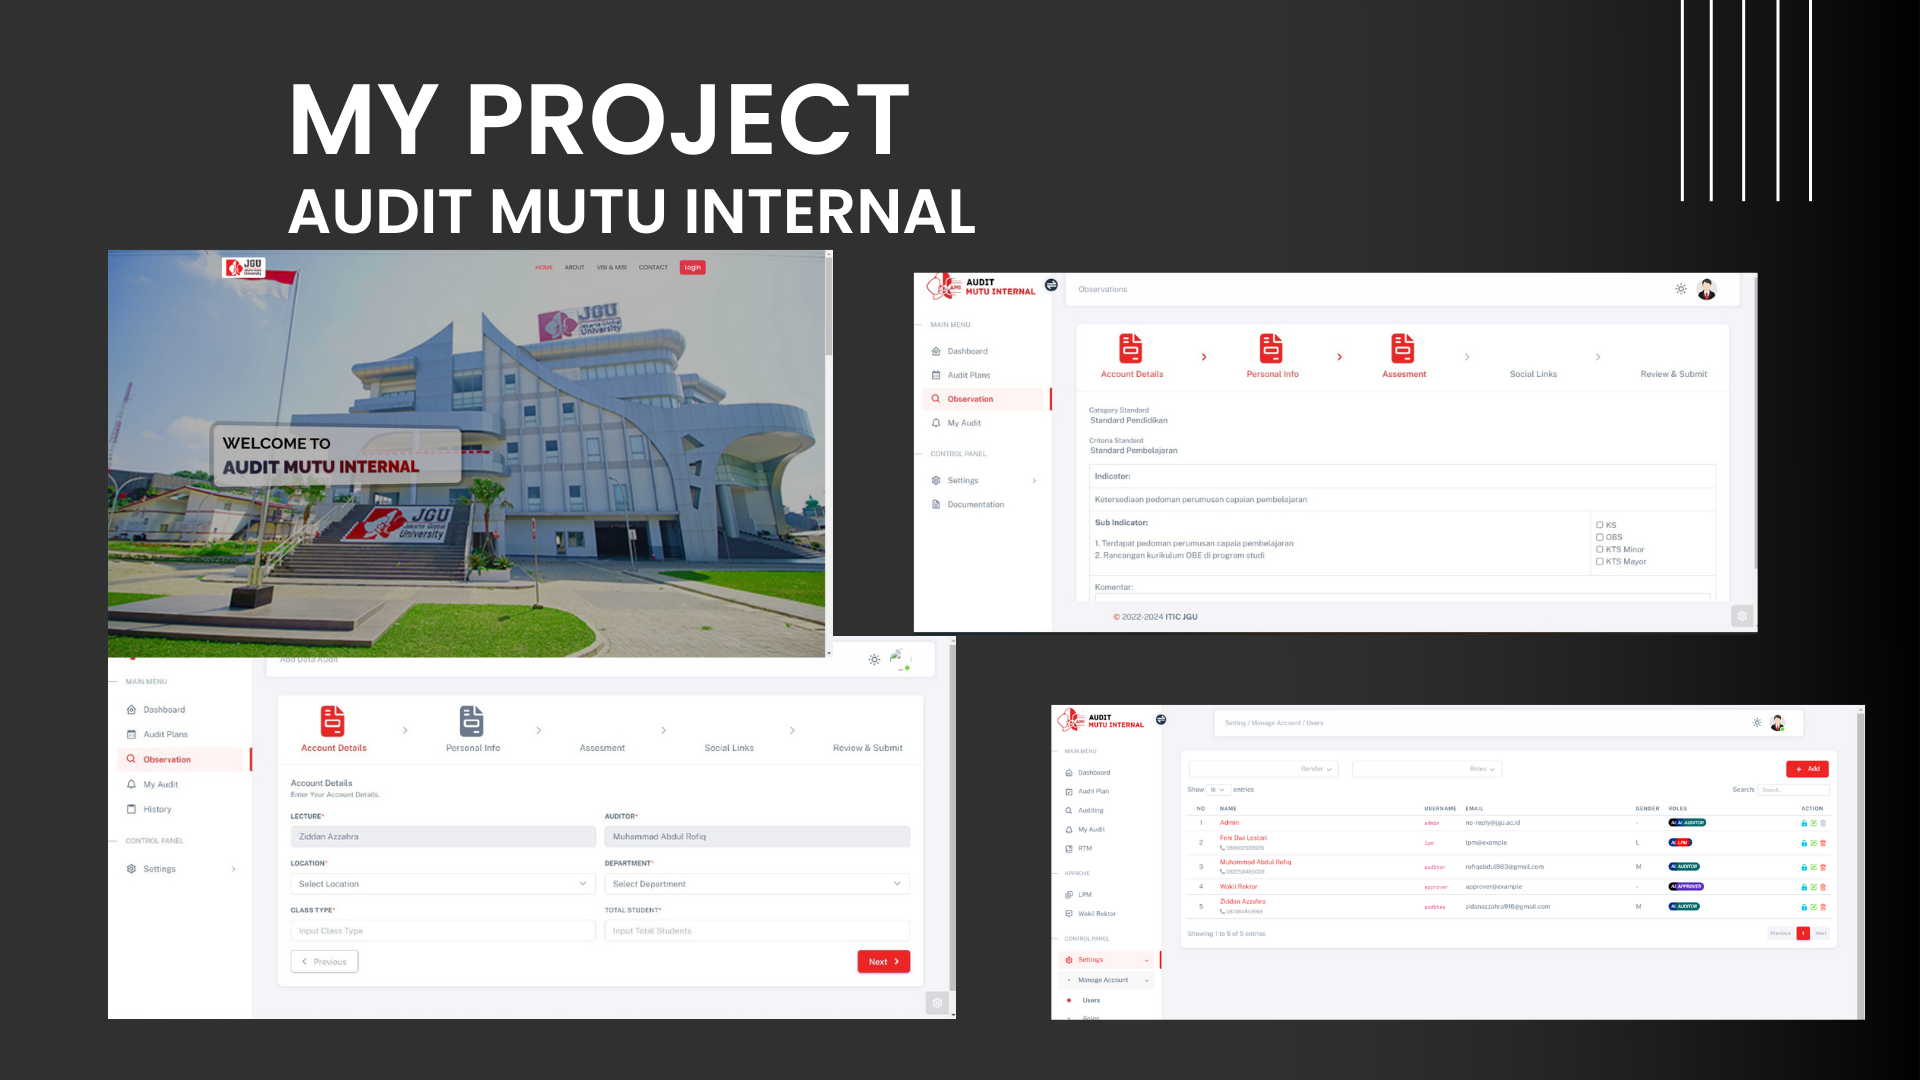 MY PROJECT
AUDIT MUTU INTERNAL
JGU
HOME ABOUT VISI & MISI CONTACT Login
JGU
Jakarta Global
University
WELCOME TO
AUDIT MUTU INTERNAL
JGU
Jakarta Global
University
AUDIT
MUTU INTERNAL
Observations
MAIN MENU
Dashboard
Audit Plans
Observation
My Audit
CONTROL PANEL
Settings
Documentation
Account Details
Personal Info
Assesment
Social Links
Review & Submit
Category Standard
Standard Pendidikan
Criteria Standard
Standard Pembelajaran
Indicator:
Ketersediaan pedoman perumusan capaian pembelajaran
Sub Indicator:
1. Terdapat pedoman perumusan capaia pembelajaran
2. Rancangan kurikulum OBE di program studi
KS
OBS
KTS Minor
KTS Mayor
Komentar:
© 2022-2024 ITIC JGU
Add Data Audit
MAIN MENU
Dashboard
Audit Plans
Observation
My Audit
History
CONTROL PANEL
Settings
Account Details
Personal Info
Assesment
Social Links
Review & Submit
Account Details
Enter Your Account Details.
LECTURE* AUDITOR*
Ziddan Azzahra Muhammad Abdul Rofiq
LOCATION* DEPARTMENT*
Select Location Select Department
CLASS TYPE* TOTAL STUDENT*
Input Class Type Input Total Students
Previous Next
AUDIT
MUTU INTERNAL
Setting / Manage Account / Users
MAIN MENU
Dashboard
Audit Plan
Auditing
My Audit
RTM
APPROVE
LPM
Wakil Rektor
CONTROL PANEL
Settings
Manage Account
Users
Roles
Gender Roles + Add
Show 10 entries Search: Search..
NO NAME USERNAME EMAIL GENDER ROLES ACTION
1 Admin admin no-reply@jgu.ac.id - AUDITOR
2 Feni Dwi Lestari lpm lpm@example L LPM
3 Muhammad Abdul Rofiq auditor rofiqabdul983@gmail.com M AUDITOR
4 Wakil Rektor approver approver@example - APPROVER
5 Ziddan Azzahra auditee zidanazzahra916@gmail.com M AUDITOR
Showing 1 to 5 of 5 entries
Previous 1 Next